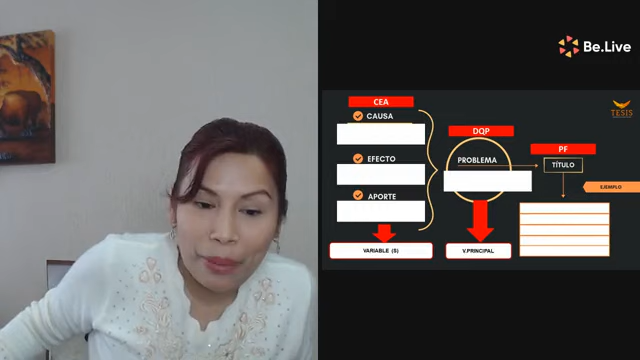 Be.Live
CEA
CAUSA
EFECTO
APORTE
VARIABLE (S)
DQP
PROBLEMA
V.PRINCIPAL
PF
TÍTULO
EJEMPLO
TESIS